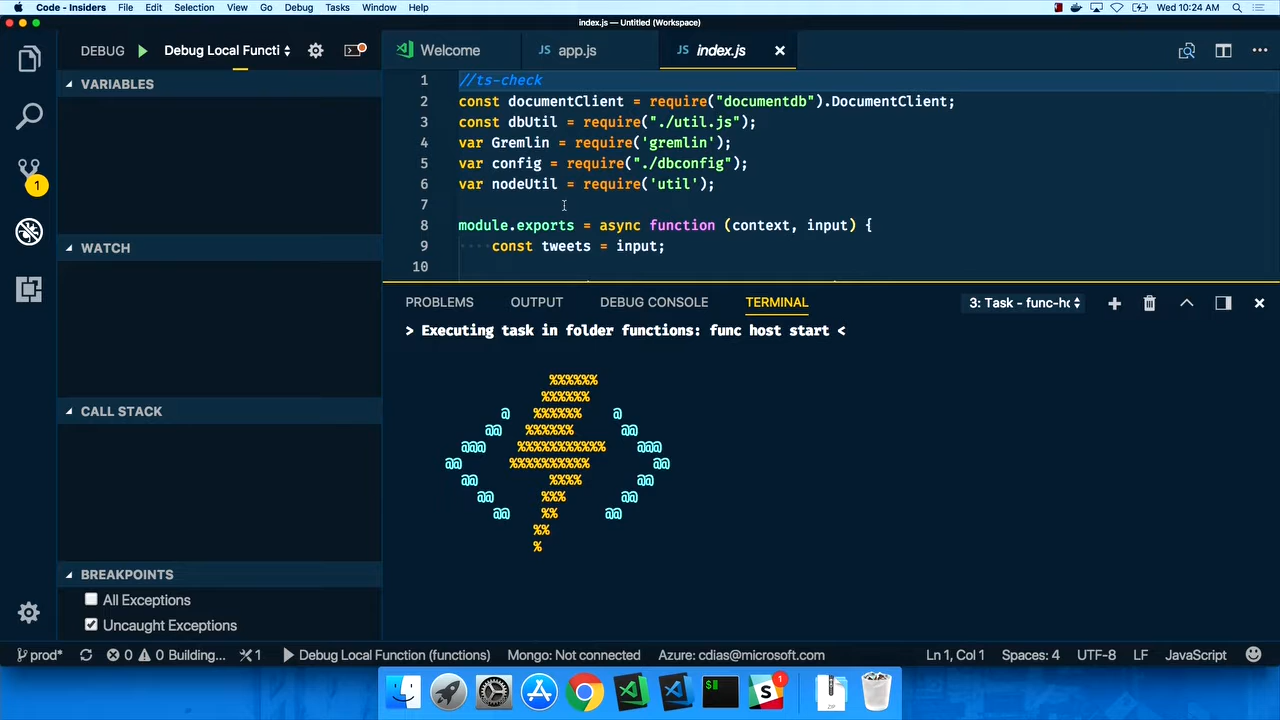 Code - Insiders File Edit Selection View Go Debug Tasks Window Help Wed 10:24 AM
index.js — Untitled (Workspace)
DEBUG Debug Local Functi
Welcome app.js index.js
VARIABLES
WATCH
CALL STACK
BREAKPOINTS
All Exceptions
Uncaught Exceptions
1
1 //ts-check
2 const documentClient = require("documentdb").DocumentClient;
3 const dbUtil = require("./util.js");
4 var Gremlin = require('gremlin');
5 var config = require("./dbconfig");
6 var nodeUtil = require('util');
7
8 module.exports = async function (context, input) {
9 const tweets = input;
10
PROBLEMS OUTPUT DEBUG CONSOLE TERMINAL 3: Task - func-hc
> Executing task in folder functions: func host start <
%%%%%%
%%%%%%
@ %%%%%% @
@@ %%%%%% @@
@@@ %%%%%%%%%%% @@@
@@ %%%%%%%%%% @@
@@ %%%% @@
@@ %%% @@
@@ %% @@
%%
%
prod* 0 0 Building... 1 Debug Local Function (functions) Mongo: Not connected Azure: cdias@microsoft.com Ln 1, Col 1 Spaces: 4 UTF-8 LF JavaScript
$
S
1
ZIP